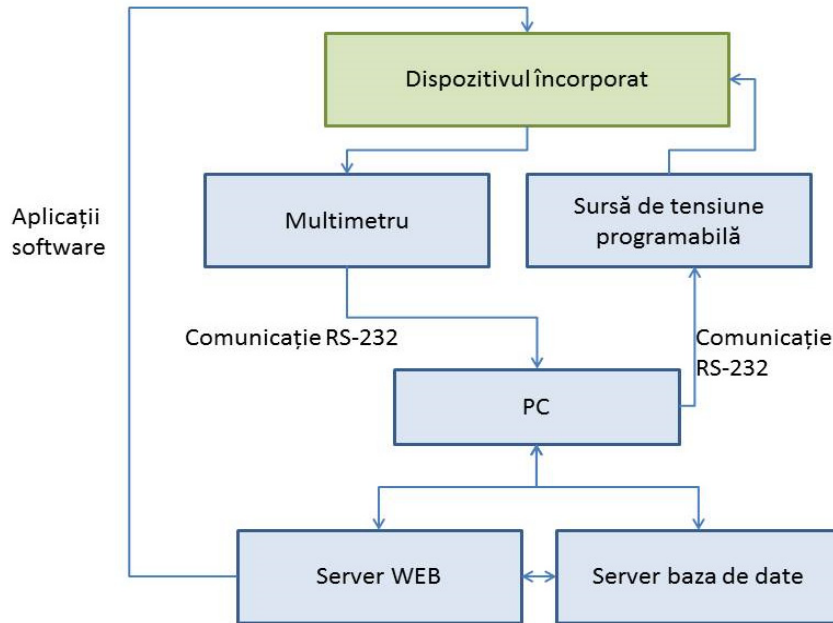 Dispozitivul încorporat
Aplicații
software
Multimetru
Sursă de tensiune
programabilă
Comunicație RS-232
Comunicație
RS-232
PC
Server WEB
Server baza de date